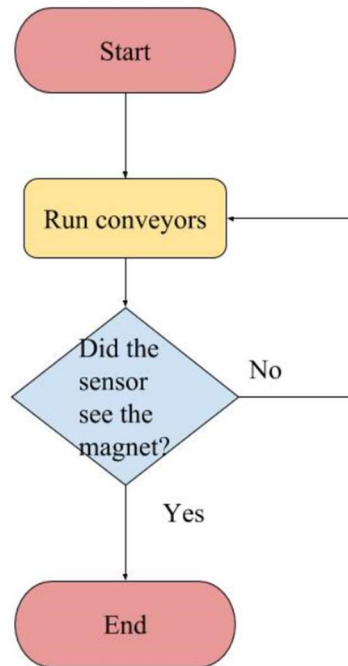 Start
Run conveyors
Did the
sensor
see the
magnet?
No
Yes
End